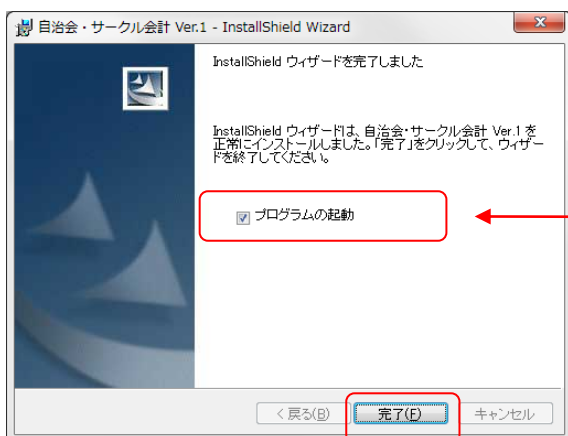 自治会・サークル会計 Ver.1 - InstallShield Wizard
InstallShield ウィザードを完了しました
InstallShield ウィザードは、自治会・サークル会計 Ver.1 を
正常にインストールしました。「完了」をクリックして、ウィザー
ドを終了してください。
プログラムの起動
< 戻る(B)
完了(F)
キャンセル